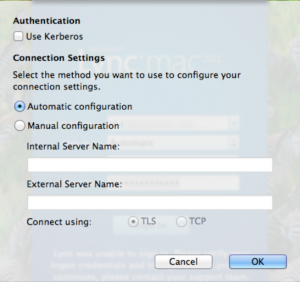 Authentication
Use Kerberos
Connection Settings
Select the method you want to use to configure your
connection settings.
Automatic configuration
Manual configuration
Internal Server Name:
External Server Name:
Connect using: TLS TCP
Cancel OK